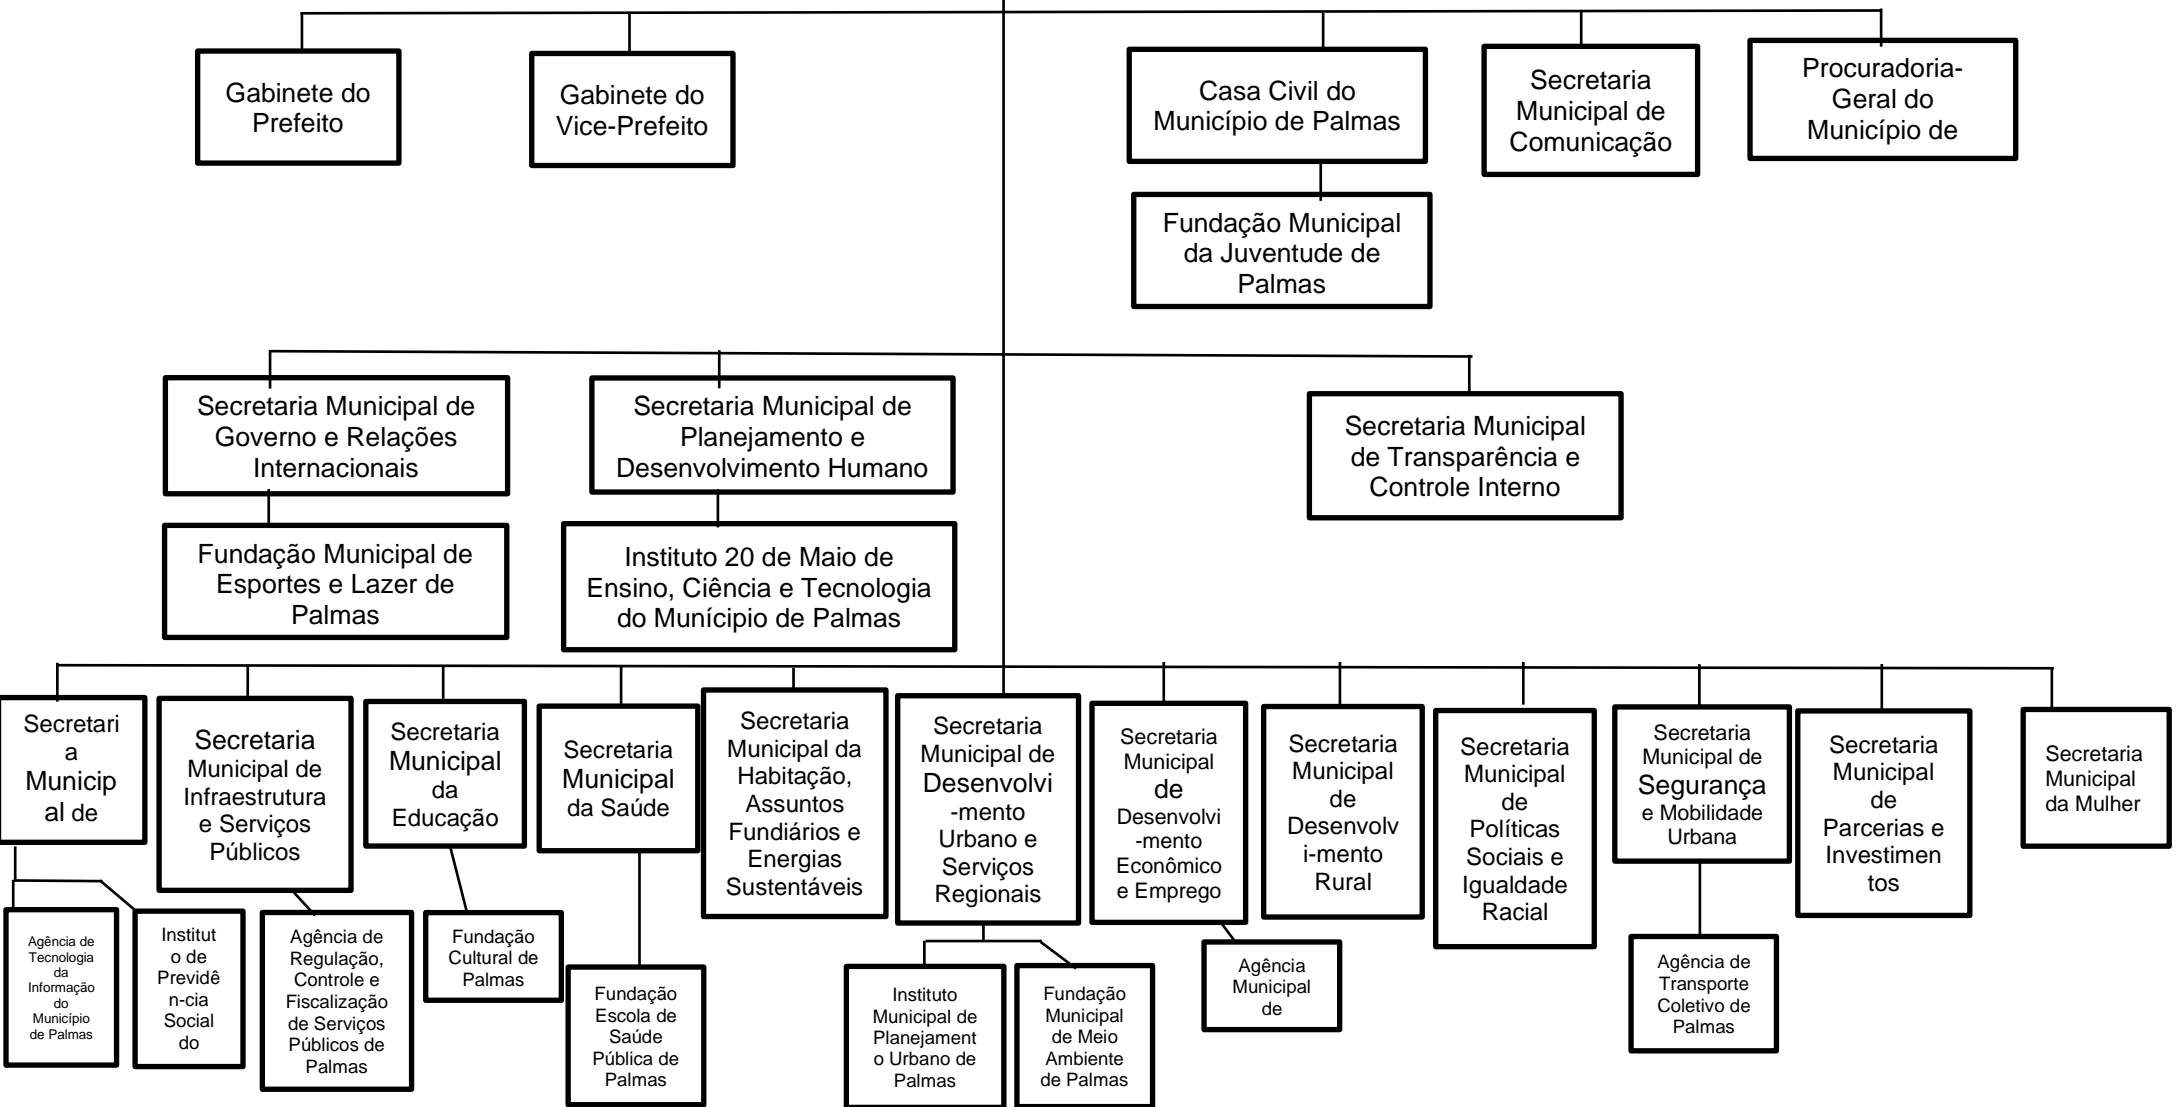 Gabinete do
Prefeito
Gabinete do
Vice-Prefeito
Casa Civil do
Município de Palmas
Secretaria
Municipal de
Comunicação
Procuradoria-
Geral do
Município de
Fundação Municipal
da Juventude de
Palmas
Secretaria Municipal de
Governo e Relações
Internacionais
Secretaria Municipal de
Planejamento e
Desenvolvimento Humano
Secretaria Municipal
de Transparência e
Controle Interno
Fundação Municipal de
Esportes e Lazer de
Palmas
Instituto 20 de Maio de
Ensino, Ciência e Tecnologia
do Munícipio de Palmas
Secretari
a
Municip
al de
Secretaria
Municipal de
Infraestrutura
e Serviços
Públicos
Secretaria
Municipal
da
Educação
Secretaria
Municipal
da Saúde
Secretaria
Municipal da
Habitação,
Assuntos
Fundiários e
Energias
Sustentáveis
Secretaria
Municipal de
Desenvolvi
-mento
Urbano e
Serviços
Regionais
Secretaria
Municipal
de
Desenvolvi
-mento
Econômico
e Emprego
Secretaria
Municipal
de
Desenvolv
i-mento
Rural
Secretaria
Municipal
de
Políticas
Sociais e
Igualdade
Racial
Secretaria
Municipal de
Segurança
e Mobilidade
Urbana
Secretaria
Municipal
de
Parcerias e
Investimen
tos
Secretaria
Municipal
da Mulher
Agência de
Tecnologia
da
Informação
do
Município
de Palmas
Institut
o de
Previdê
n-cia
Social
do
Agência de
Regulação,
Controle e
Fiscalização
de Serviços
Públicos de
Palmas
Fundação
Cultural de
Palmas
Fundação
Escola de
Saúde
Pública de
Palmas
Instituto
Municipal de
Planejament
o Urbano de
Palmas
Fundação
Municipal
de Meio
Ambiente
de Palmas
Agência
Municipal
de
Agência de
Transporte
Coletivo de
Palmas